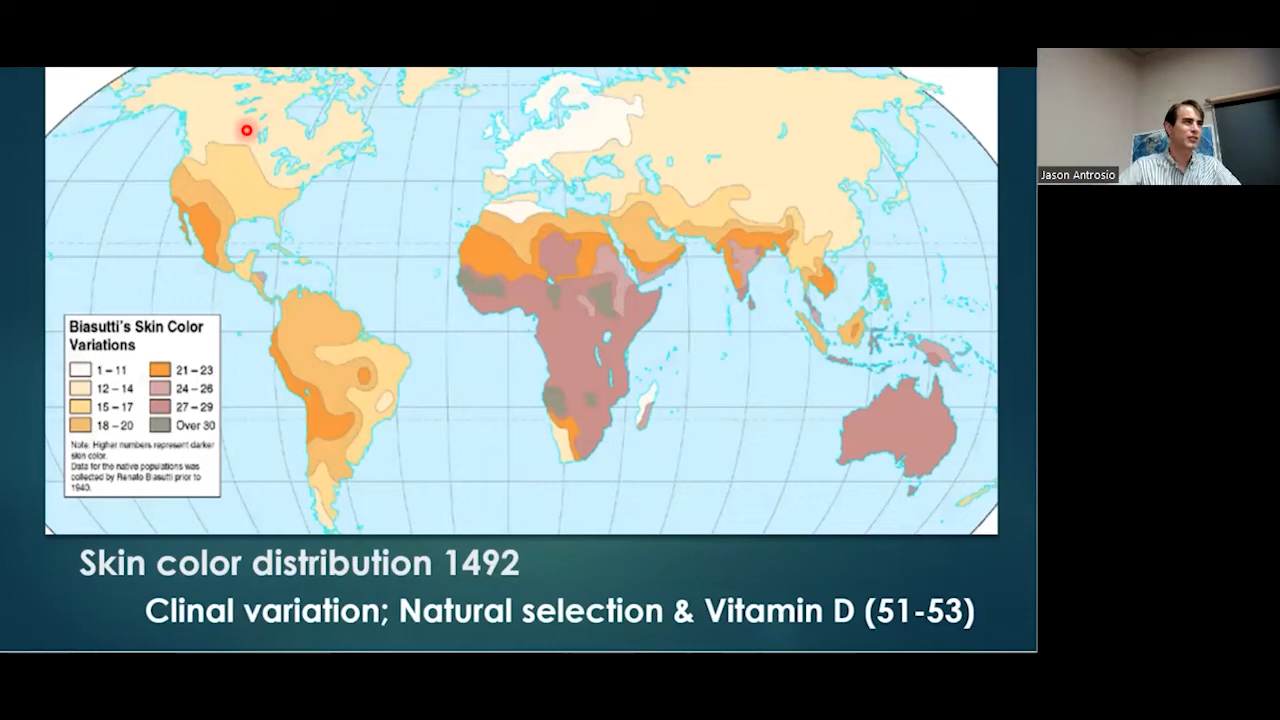 Jason Antrosio
Biasutti's Skin Color
Variations
1 – 11
21 – 23
12 – 14
24 – 26
15 – 17
27 – 29
18 – 20
Over 30
Note: Higher numbers represent darker
skin color.
Data for the native populations was
collected by Renato Biasutti prior to
1940.
Skin color distribution 1492
Clinal variation; Natural selection & Vitamin D (51-53)